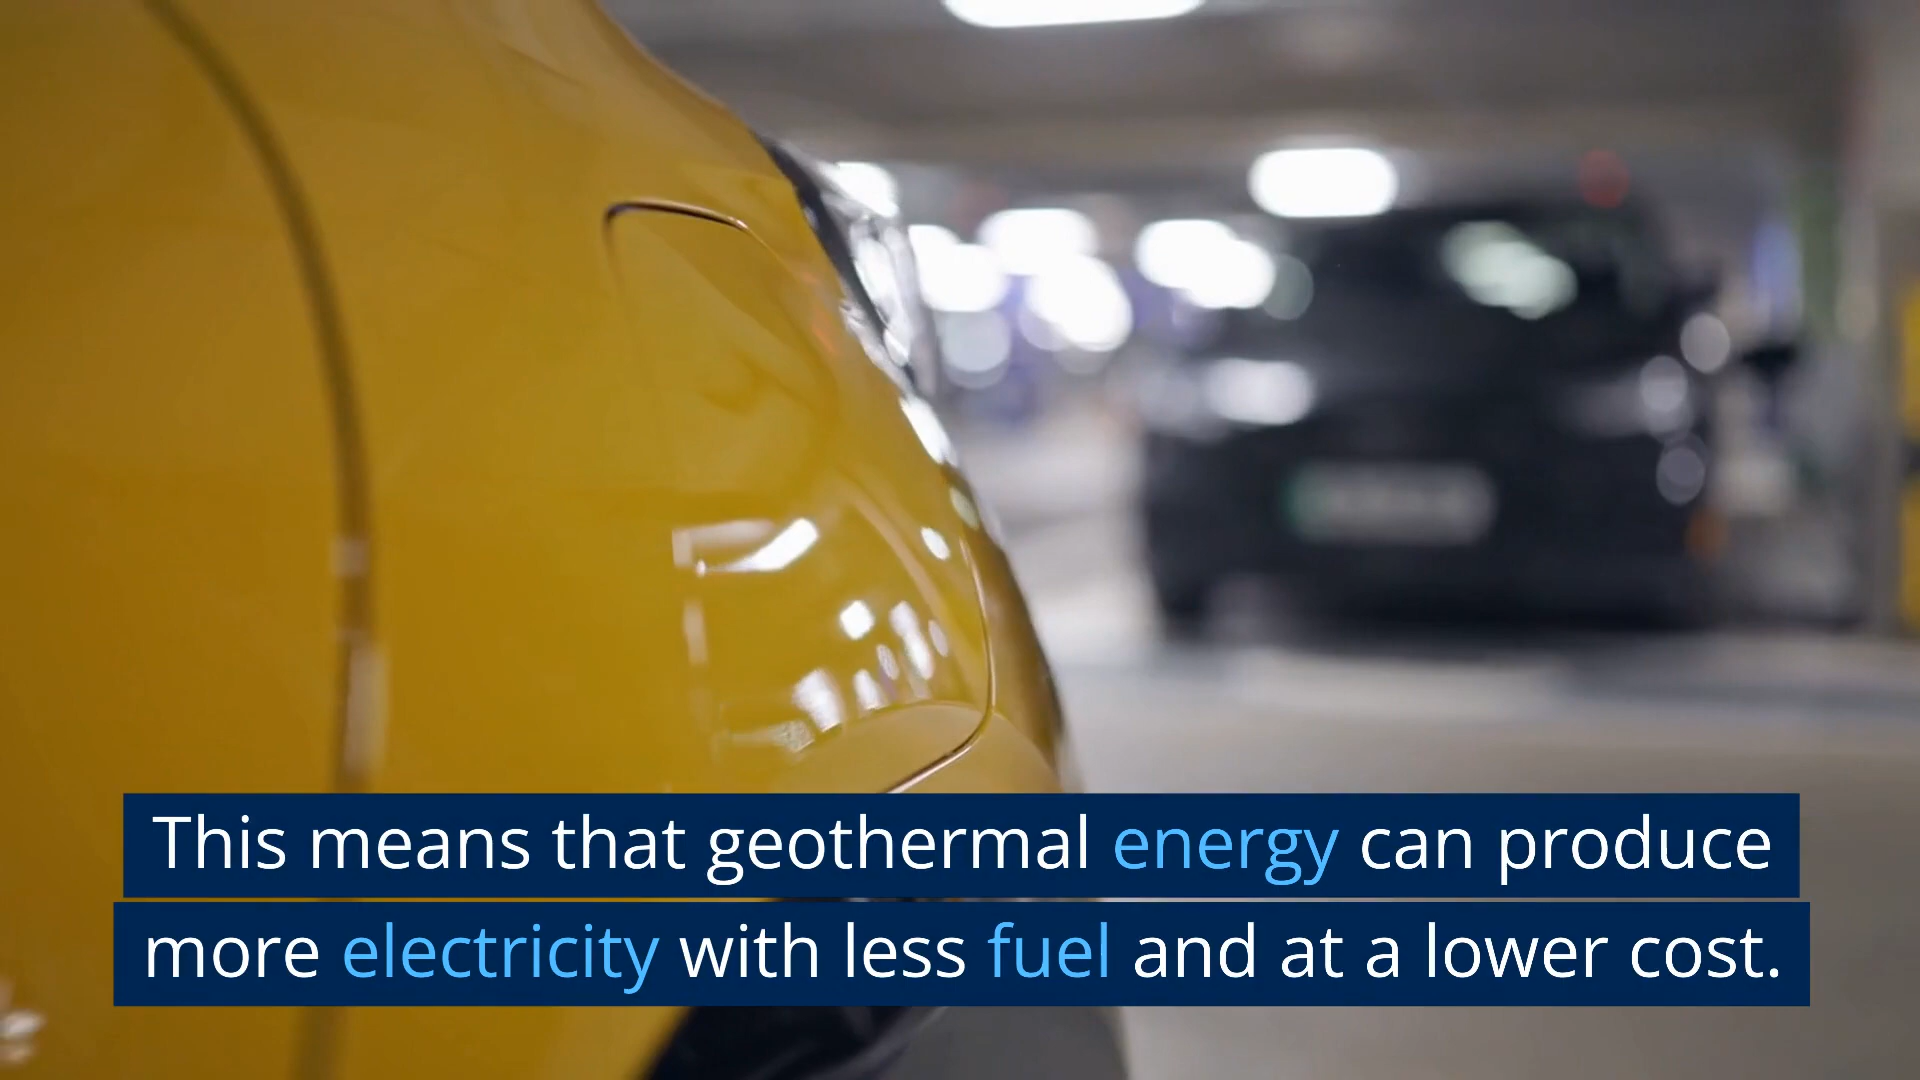 This means that geothermal energy can produce
more electricity with less fuel and at a lower cost.